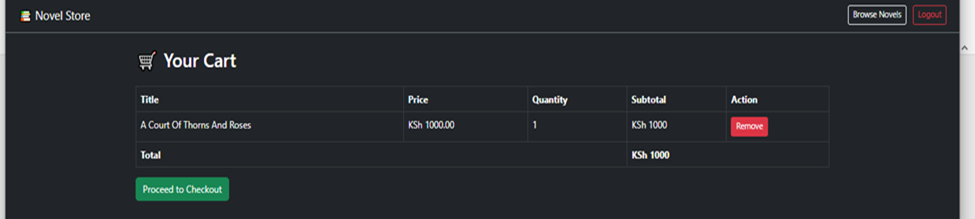 Novel Store Browse Novels Logout
Your Cart
Title Price Quantity Subtotal Action
A Court Of Thorns And Roses KSh 1000.00 1 KSh 1000 Remove
Total KSh 1000
Proceed to Checkout